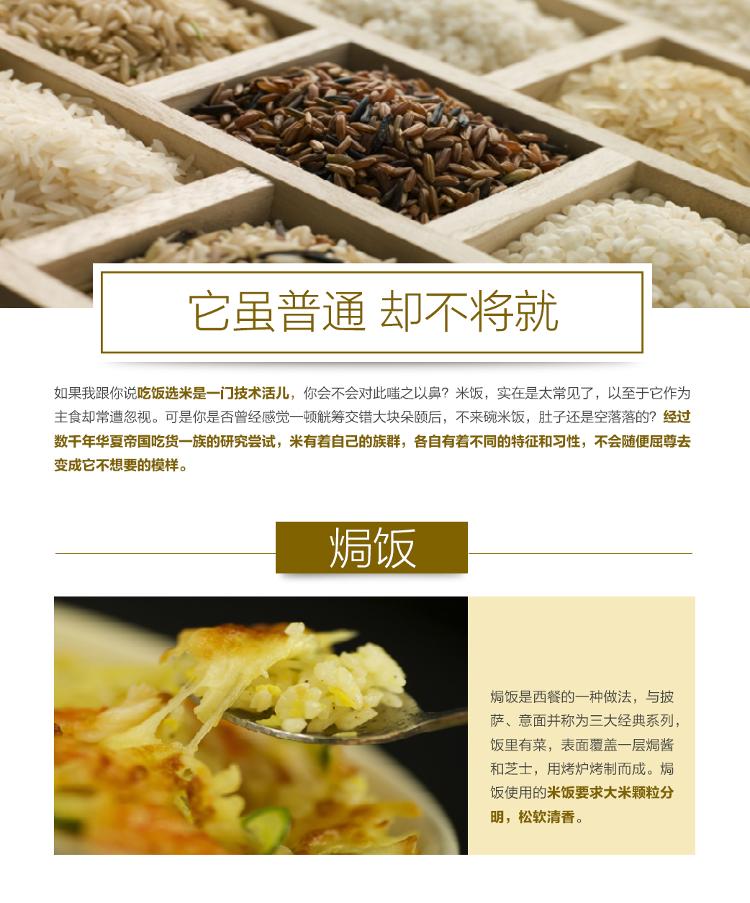 它虽普通 却不将就
如果我跟你说吃饭选米是一门技术活儿，你会不会对此嗤之以鼻？米饭，实在是太常见了，以至于它作为
主食却常遭忽视。可是你是否曾经感觉一顿觥筹交错大块朵颐后，不来碗米饭，肚子还是空落落的？经过
数千年华夏帝国吃货一族的研究尝试，米有着自己的族群，各自有着不同的特征和习性，不会随便屈尊去
变成它不想要的模样。
焗饭
焗饭是西餐的一种做法，与披
萨、意面并称为三大经典系列，
饭里有菜，表面覆盖一层焗酱
和芝士，用烤炉烤制而成。焗
饭使用的米饭要求大米颗粒分
明，松软清香。